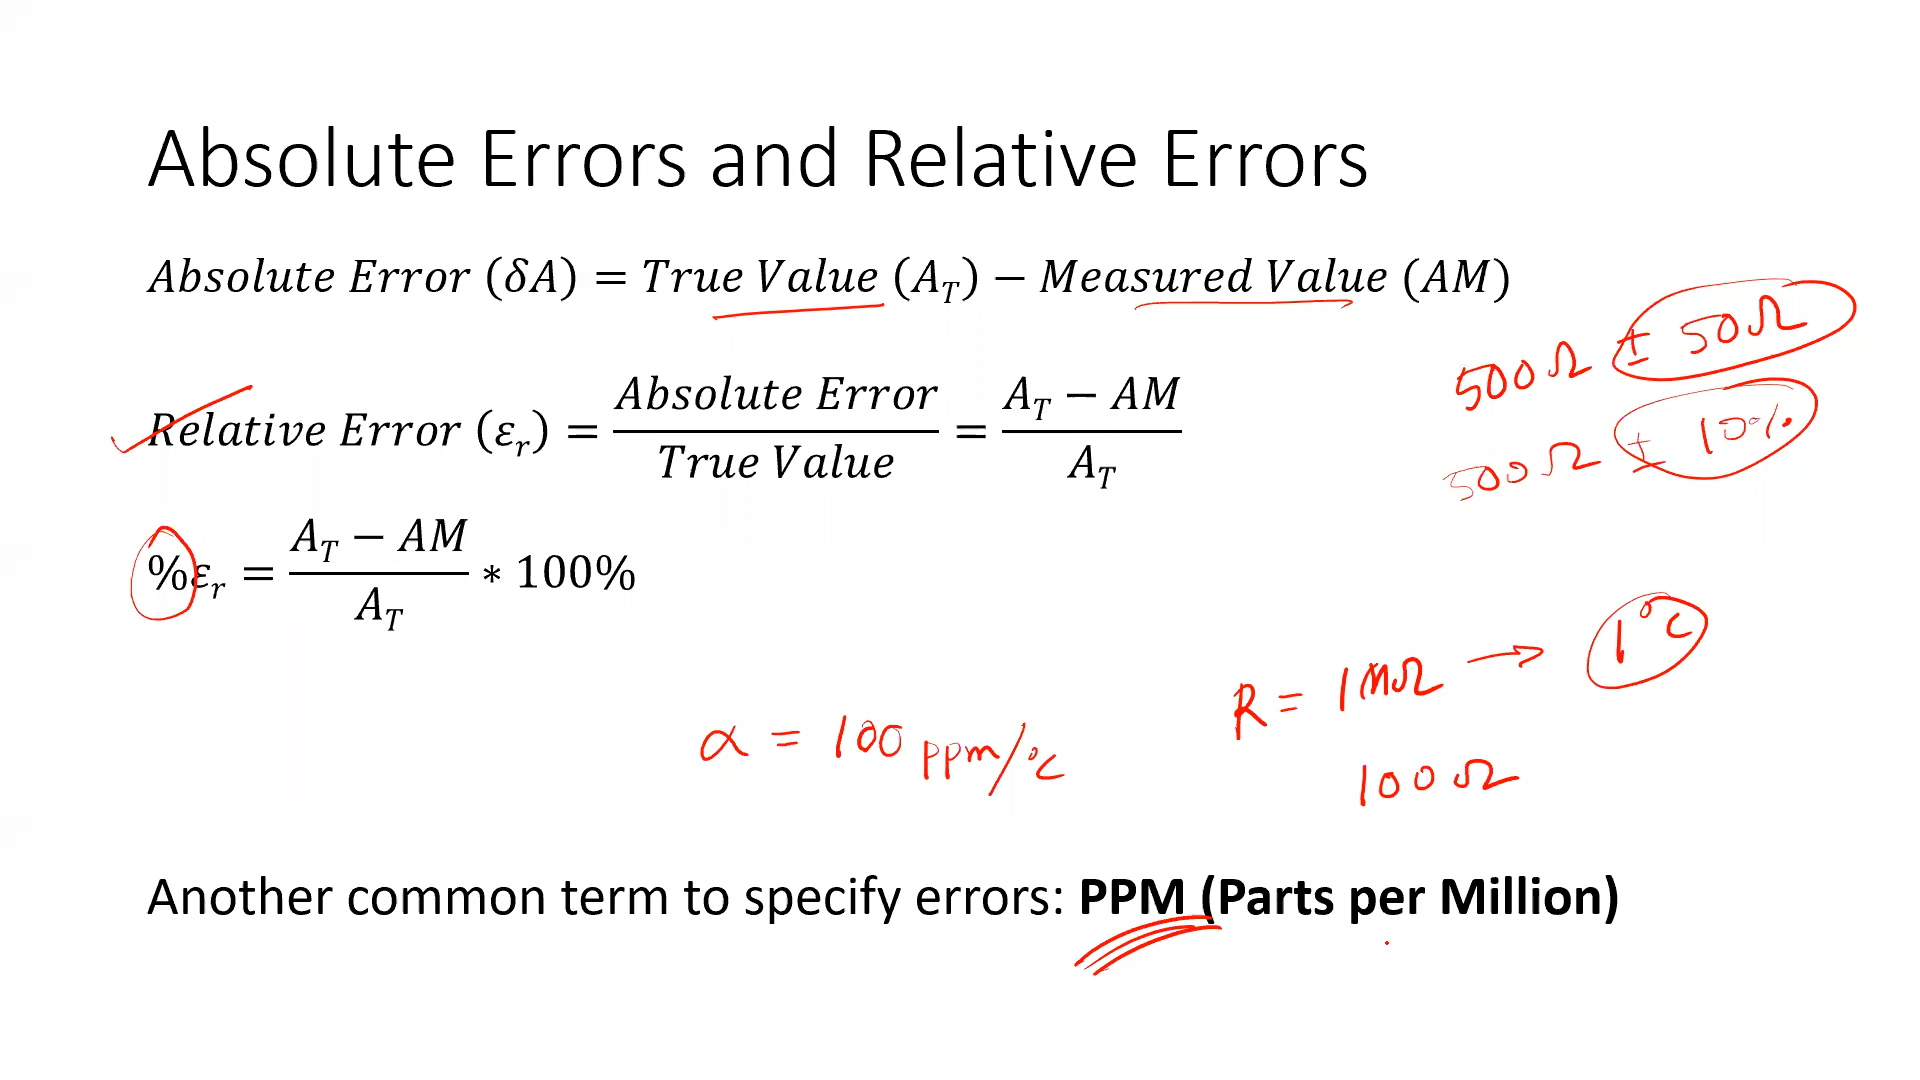 Absolute Errors and Relative Errors
Absolute Error (δA) = True Value (A_T) − Measured Value (AM)
500Ω ± 50Ω
Relative Error (ε_r) = Absolute Error / True Value = A_T − AM / A_T
500Ω ± 10%
%ε_r = A_T − AM / A_T * 100%
R = 1MΩ → 1°C
α = 100 ppm/°C
100Ω
Another common term to specify errors: PPM (Parts per Million)